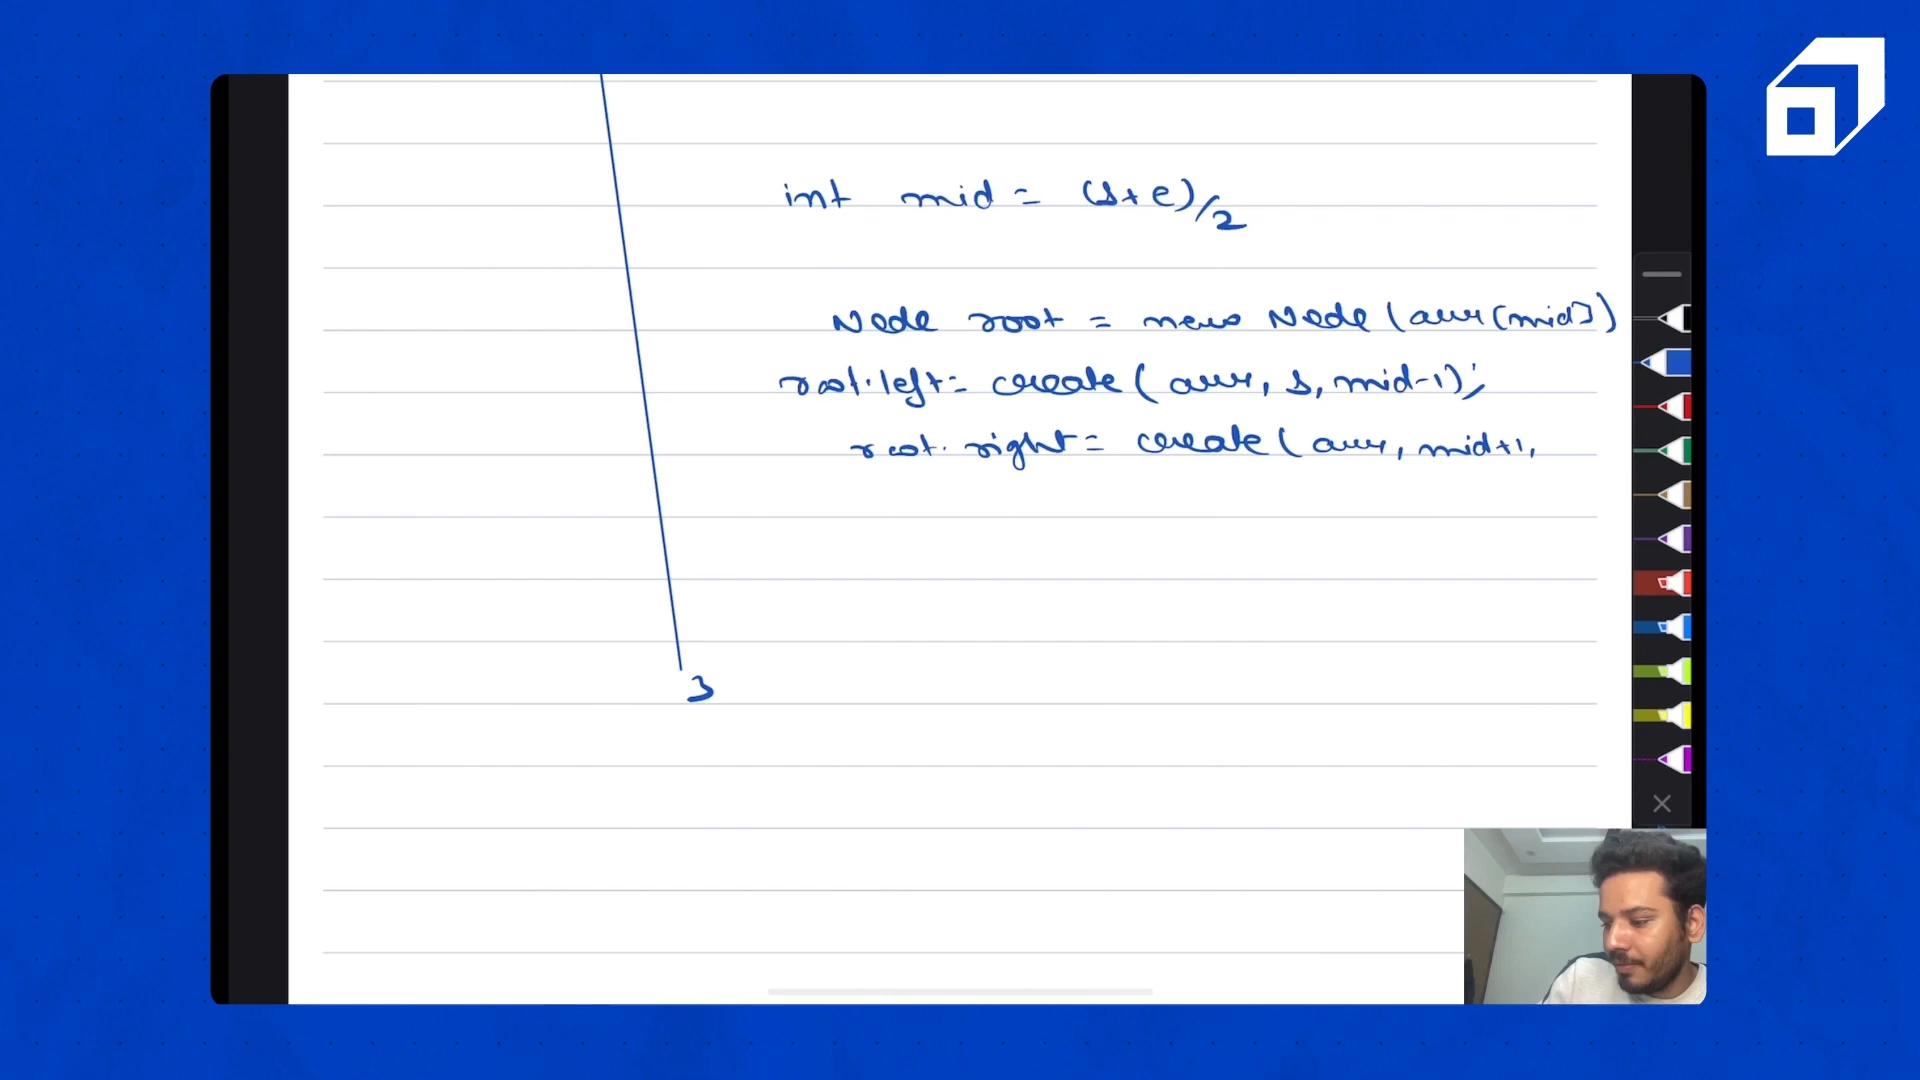 int mid = (s+e)/2
Node root = new Node (arr[mid])
root.left = create( arr, s, mid-1);
root.right = create( arr, mid+1,
}